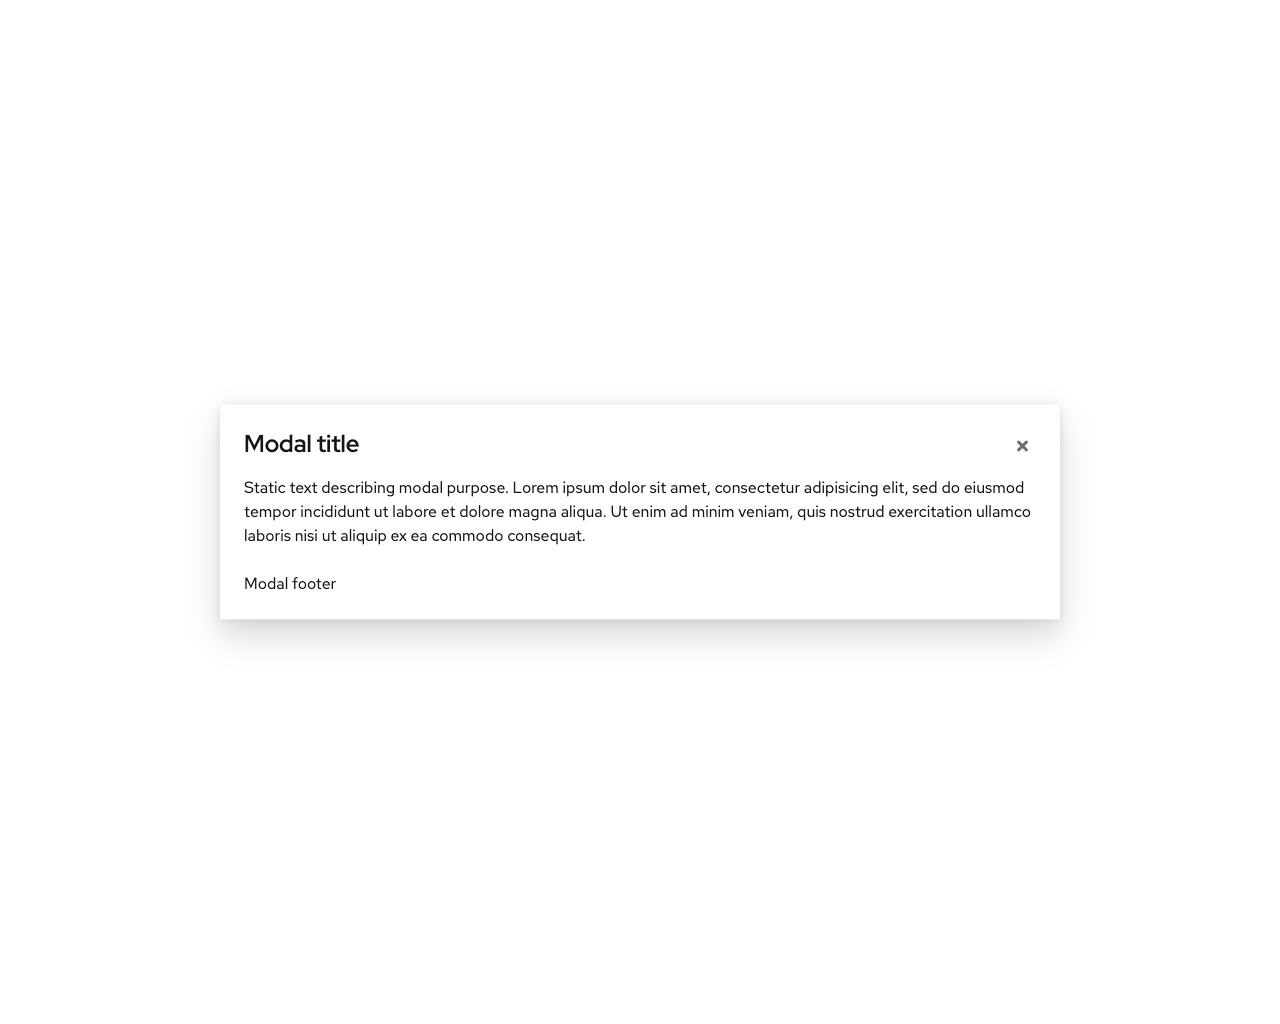 Modal title
Static text describing modal purpose. Lorem ipsum dolor sit amet, consectetur adipisicing elit, sed do eiusmod
tempor incididunt ut labore et dolore magna aliqua. Ut enim ad minim veniam, quis nostrud exercitation ullamco
laboris nisi ut aliquip ex ea commodo consequat.
Modal footer